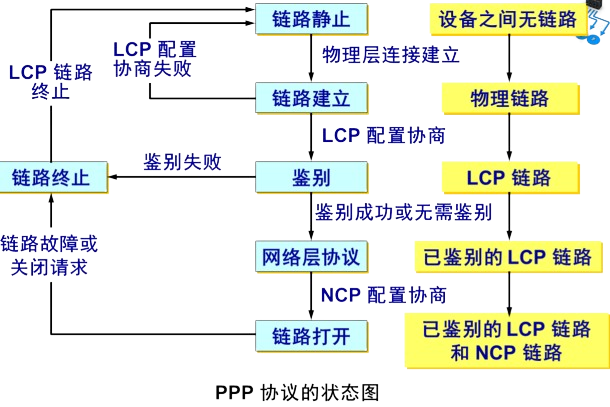 链路静止
设备之间无链路
LCP 配置
协商失败
物理层连接建立
LCP 链路
终止
链路建立
物理链路
LCP 配置协商
鉴别失败
链路终止
鉴别
LCP 链路
鉴别成功或无需鉴别
链路故障或
关闭请求
网络层协议
已鉴别的 LCP 链路
NCP 配置协商
链路打开
已鉴别的 LCP 链路
和 NCP 链路
PPP 协议的状态图